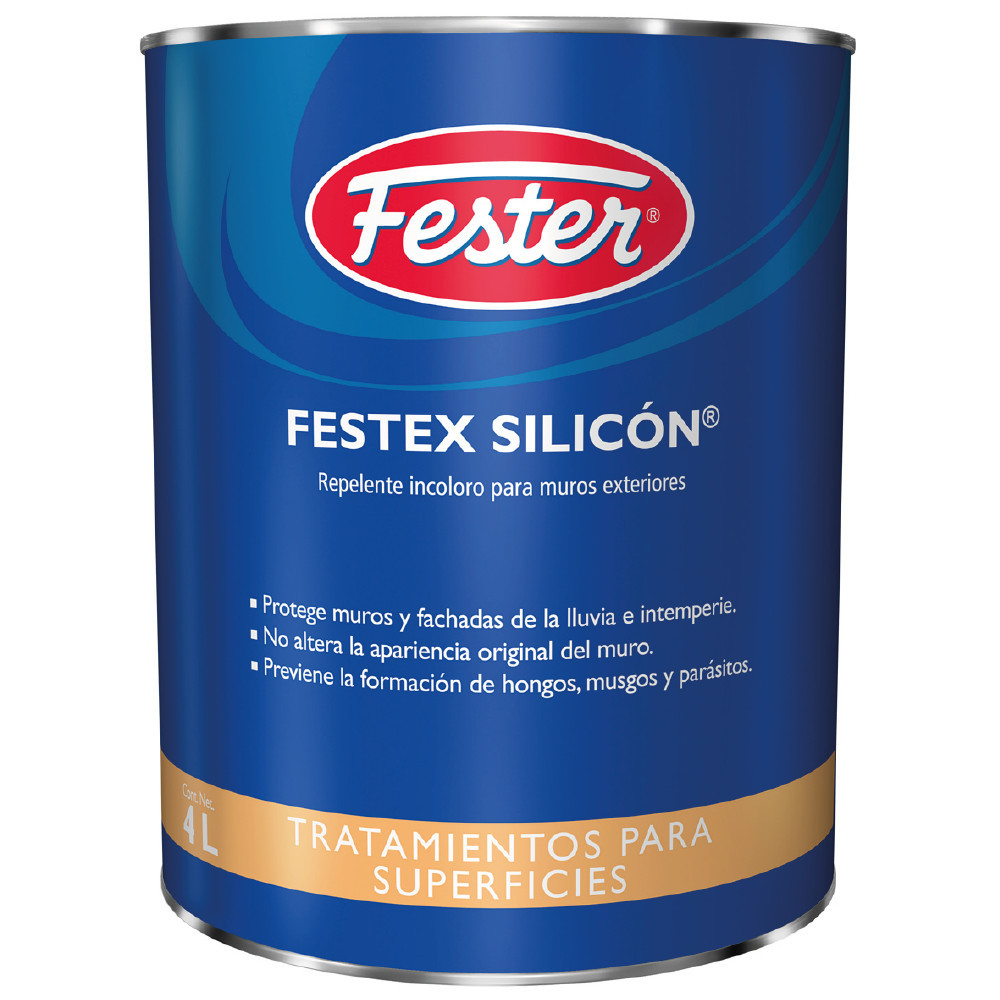 Fester®
FESTEX SILICÓN®
Repelente incoloro para muros exteriores
▪ Protege muros y fachadas de la lluvia e intemperie.
▪ No altera la apariencia original del muro.
▪ Previene la formación de hongos, musgos y parásitos.
Cont. Net.
4 L
TRATAMIENTOS PARA
SUPERFICIES